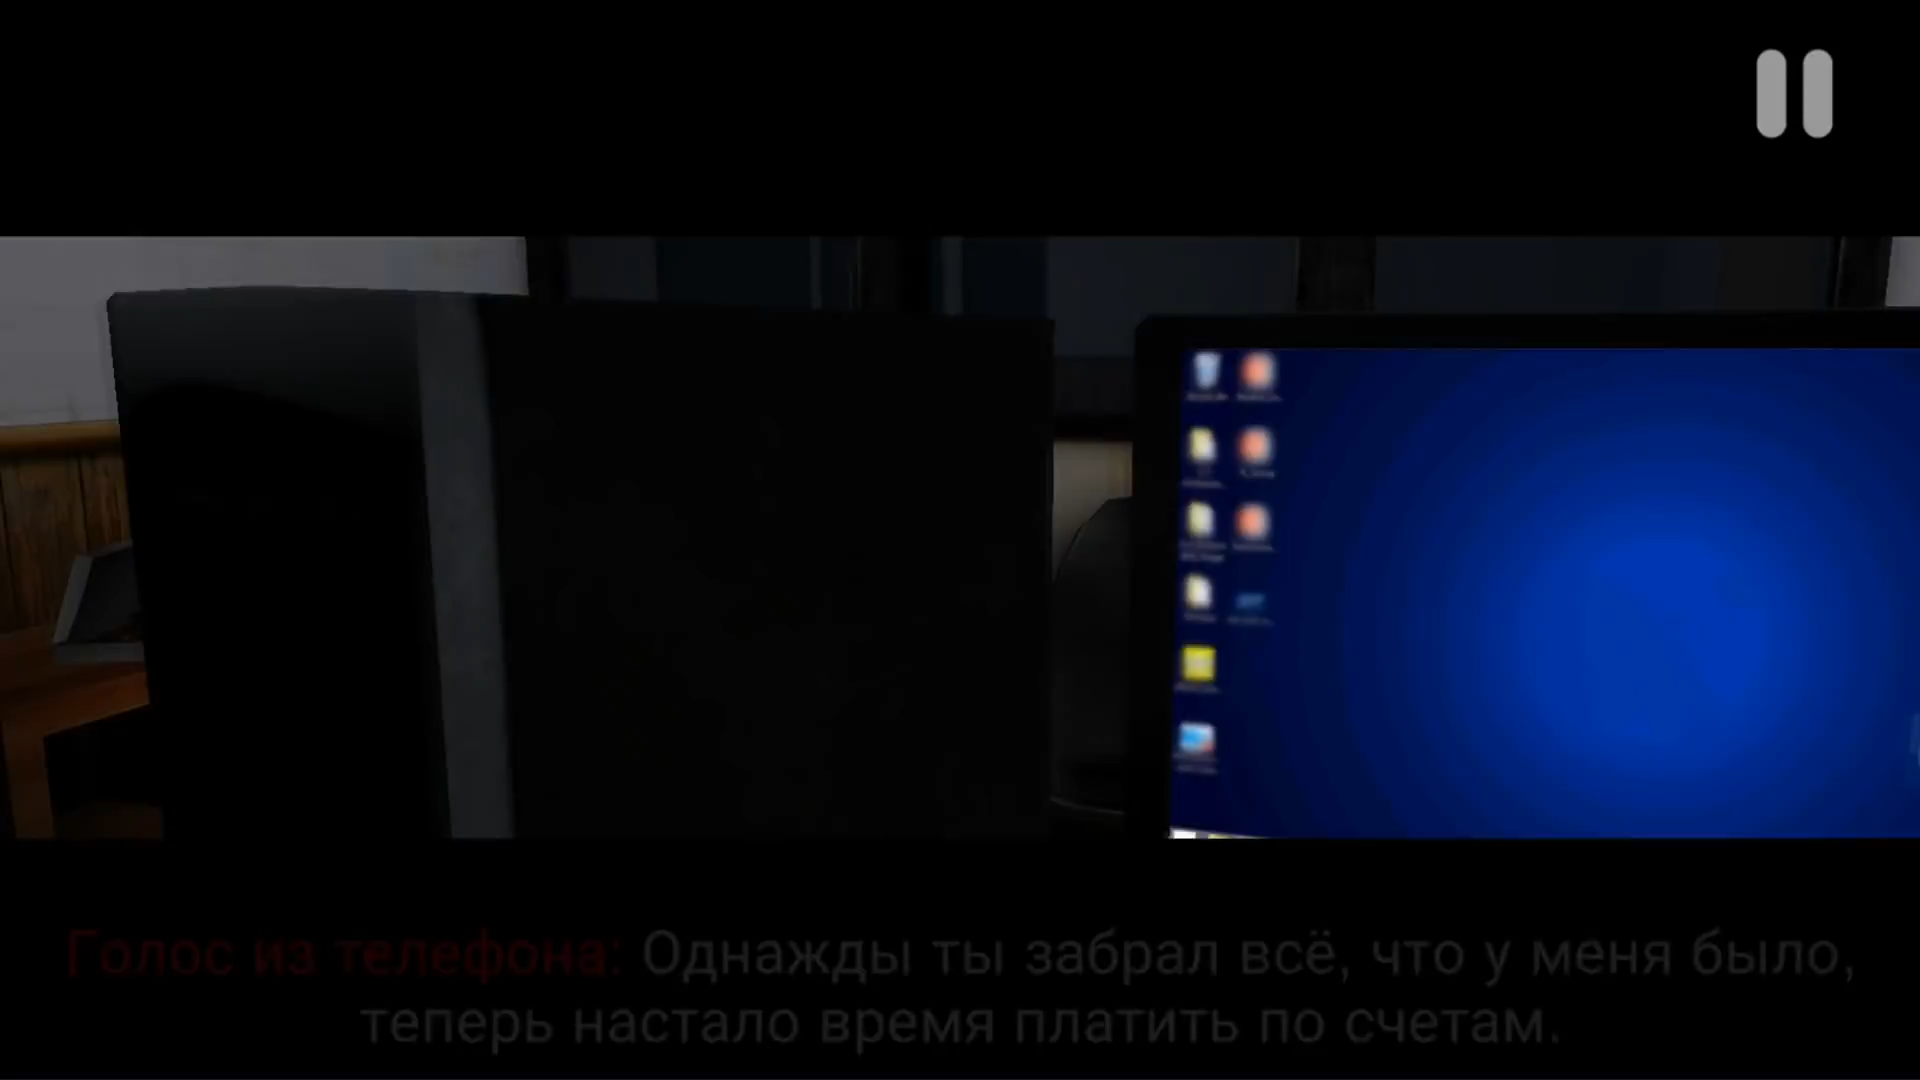 Голос из телефона: Однажды ты забрал всё, что у меня было,
теперь настало время платить по счетам.